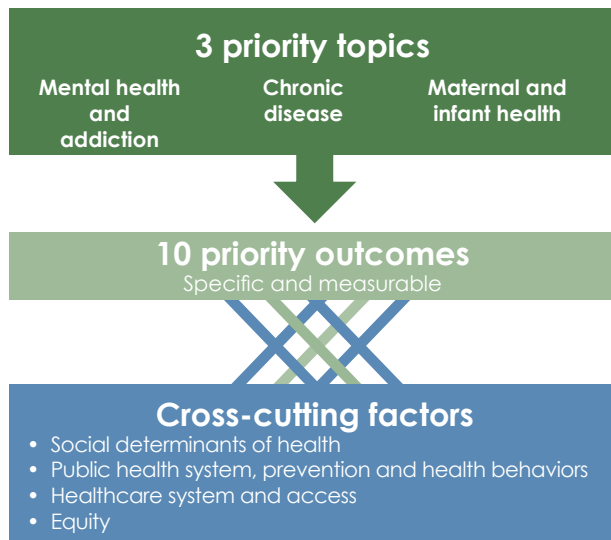 3 priority topics
Mental health
and
addiction
Chronic
disease
Maternal and
infant health
10 priority outcomes
Specific and measurable
Cross-cutting factors
• Social determinants of health
• Public health system, prevention and health behaviors
• Healthcare system and access
• Equity